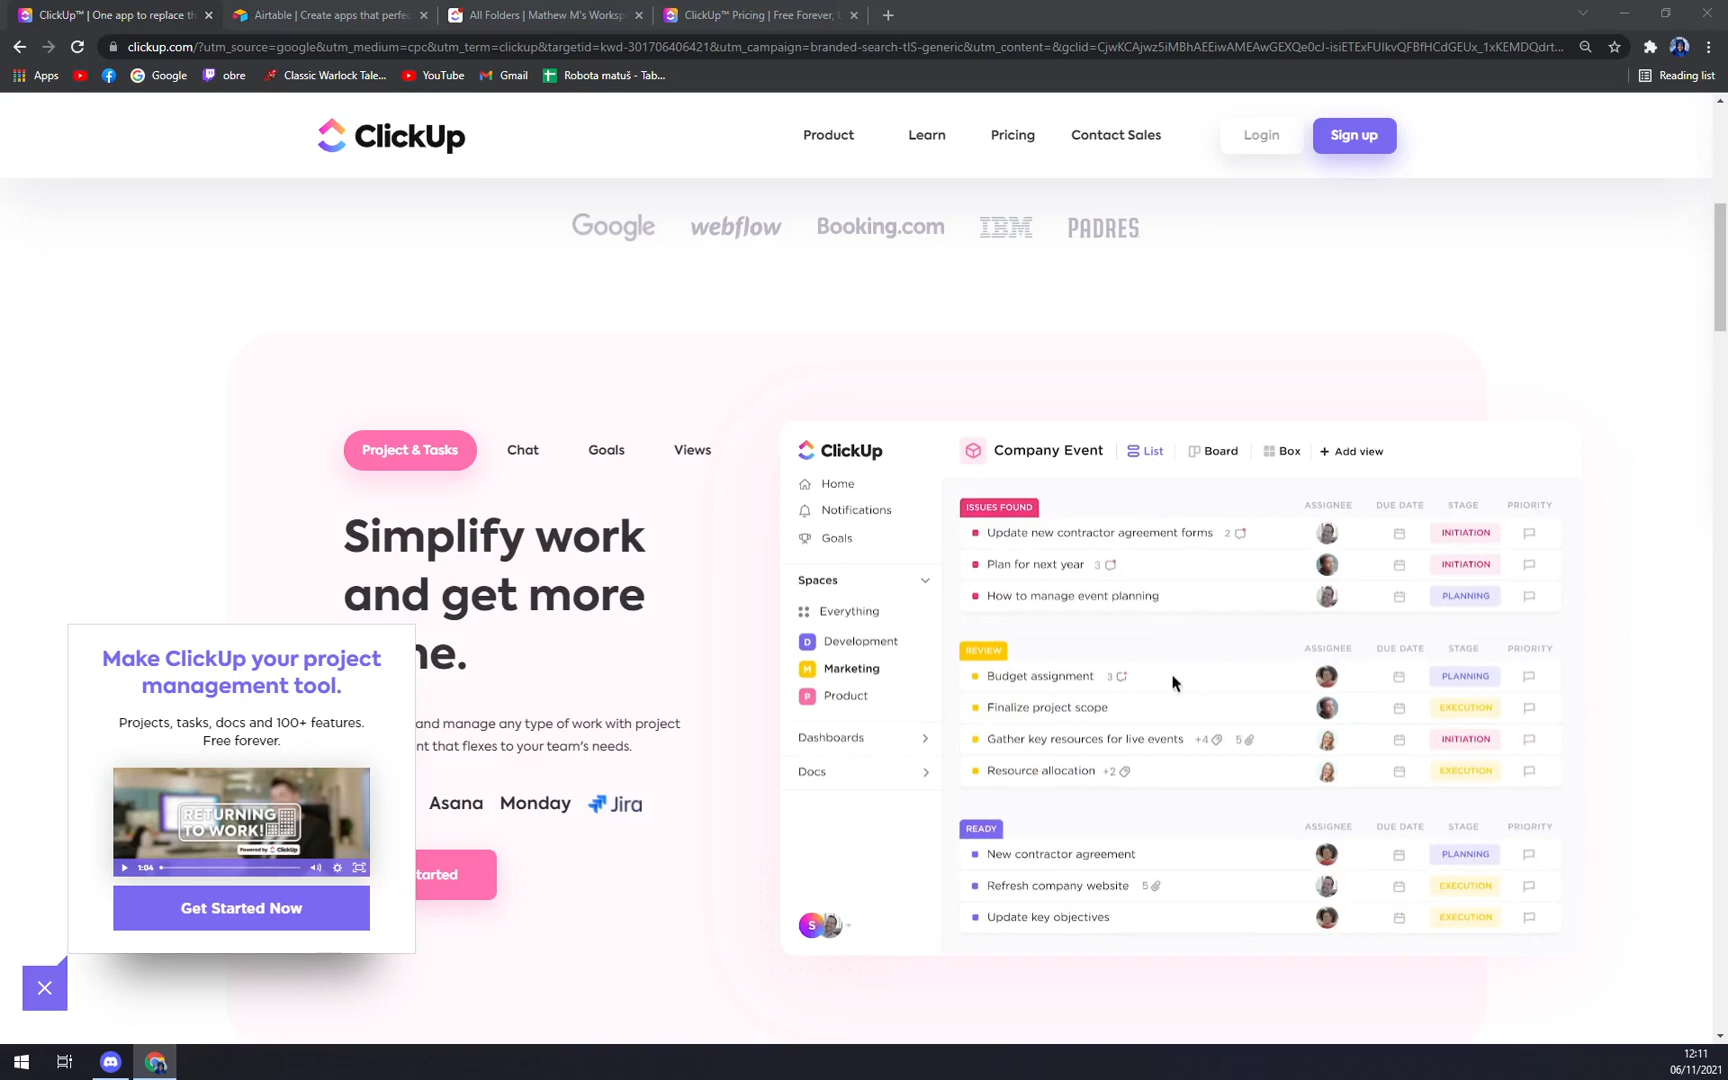 ClickUp™ | One app to replace th
Airtable | Create apps that perfec
All Folders | Mathew M's Worksp
ClickUp™ Pricing | Free Forever, U
clickup.com/?utm_source=google&utm_medium=cpc&utm_term=clickup&targetid=kwd-301706406421&utm_campaign=branded-search-tIS-generic&utm_content=&gclid=CjwKCAjwz5iMBhAEEiwAMEAwGEXQe0cJ-isiETExFUIkvQFBfHCdGEUx_1xKEMDQdrt...
Apps
Google
obre
Classic Warlock Tale...
YouTube
Gmail
Robota matuš - Tab...
Reading list
ClickUp
Product
Learn
Pricing
Contact Sales
Login
Sign up
Google
webflow
Booking.com
IBM
PADRES
Project & Tasks
Chat
Goals
Views
Simplify work
and get more
ne.
and manage any type of work with project
nt that flexes to your team's needs.
Asana
Monday
Jira
tarted
Make ClickUp your project
management tool.
Projects, tasks, docs and 100+ features.
Free forever.
RETURNING
TO WORK!
Powered by ClickUp
1:04
Get Started Now
ClickUp
Home
Notifications
Goals
Spaces
Everything
D Development
M Marketing
P Product
Dashboards
Docs
S
Company Event
List
Board
Box
+ Add view
ISSUES FOUND ASSIGNEE DUE DATE STAGE PRIORITY
Update new contractor agreement forms 2 INITIATION
Plan for next year 3 INITIATION
How to manage event planning PLANNING
REVIEW ASSIGNEE DUE DATE STAGE PRIORITY
Budget assignment 3 PLANNING
Finalize project scope EXECUTION
Gather key resources for live events +4 5 INITIATION
Resource allocation +2 EXECUTION
READY ASSIGNEE DUE DATE STAGE PRIORITY
New contractor agreement PLANNING
Refresh company website 5 EXECUTION
Update key objectives EXECUTION
12:11
06/11/2021